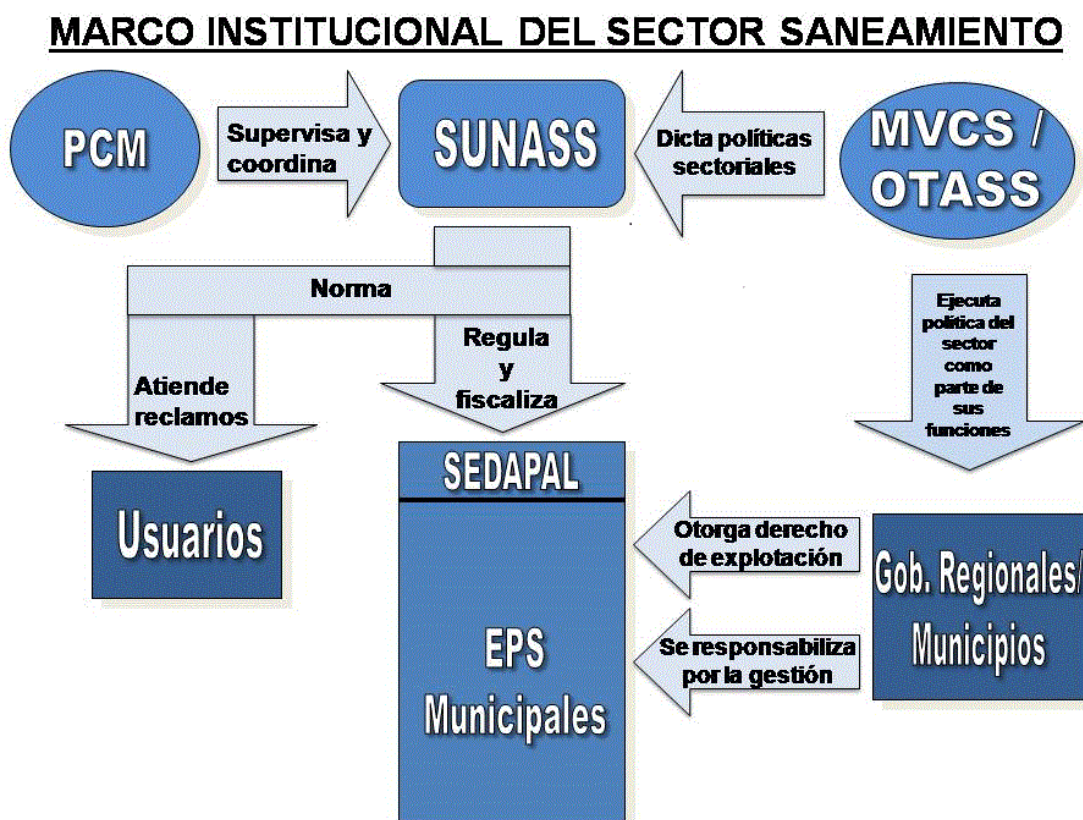 MARCO INSTITUCIONAL DEL SECTOR SANEAMIENTO
PCM
Supervisa y
coordina
SUNASS
Dicta políticas
sectoriales
MVCS /
OTASS
Norma
Atiende
reclamos
Regula
y
fiscaliza
Ejecuta
política del
sector
como
parte de
sus
funciones
Usuarios
SEDAPAL
EPS
Municipales
Otorga derecho
de explotación
Se responsabiliza
por la gestión
Gob. Regionales/
Municipios